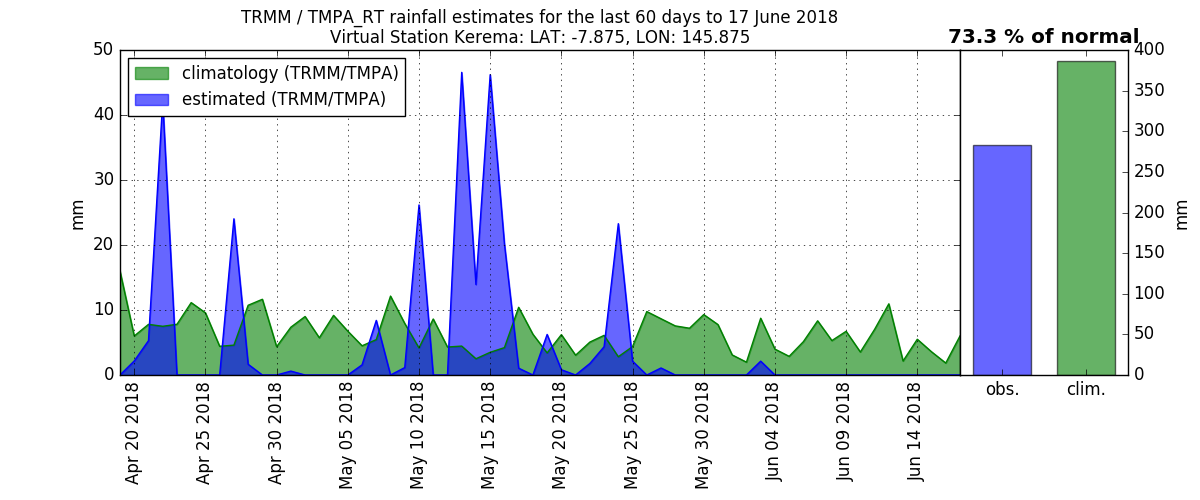 TRMM / TMPA_RT rainfall estimates for the last 60 days to 17 June 2018
Virtual Station Kerema: LAT: -7.875, LON: 145.875
73.3 % of normal
climatology (TRMM/TMPA)
estimated (TRMM/TMPA)
50
40
30
20
10
0
mm
400
350
300
250
200
150
100
50
0
mm
Apr 20 2018
Apr 25 2018
Apr 30 2018
May 05 2018
May 10 2018
May 15 2018
May 20 2018
May 25 2018
May 30 2018
Jun 04 2018
Jun 09 2018
Jun 14 2018
obs.
clim.